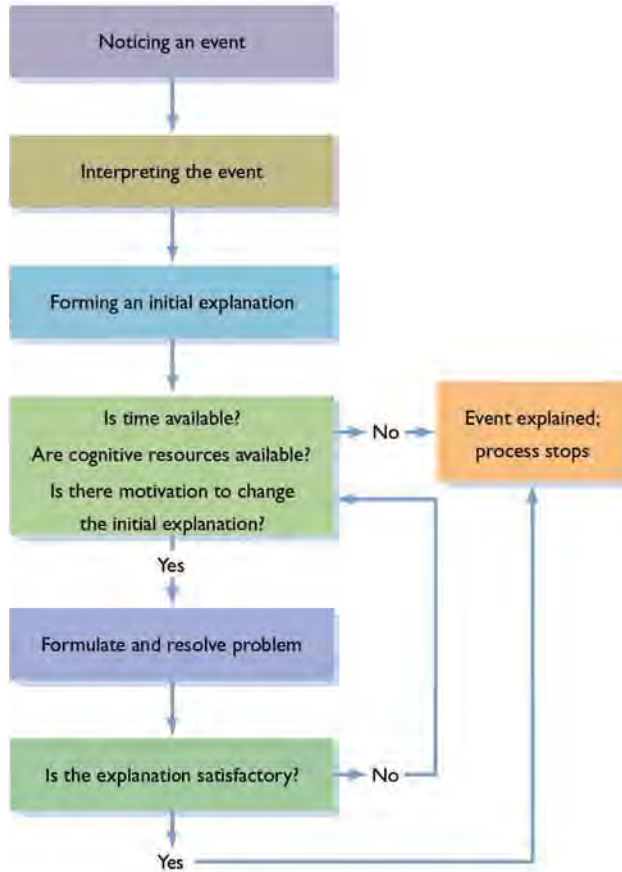 Noticing an event
Interpreting the event
Forming an initial explanation
Is time available?
Are cognitive resources available?
Is there motivation to change
the initial explanation?
No
Event explained;
process stops
Yes
Formulate and resolve problem
Is the explanation satisfactory?
No
Yes